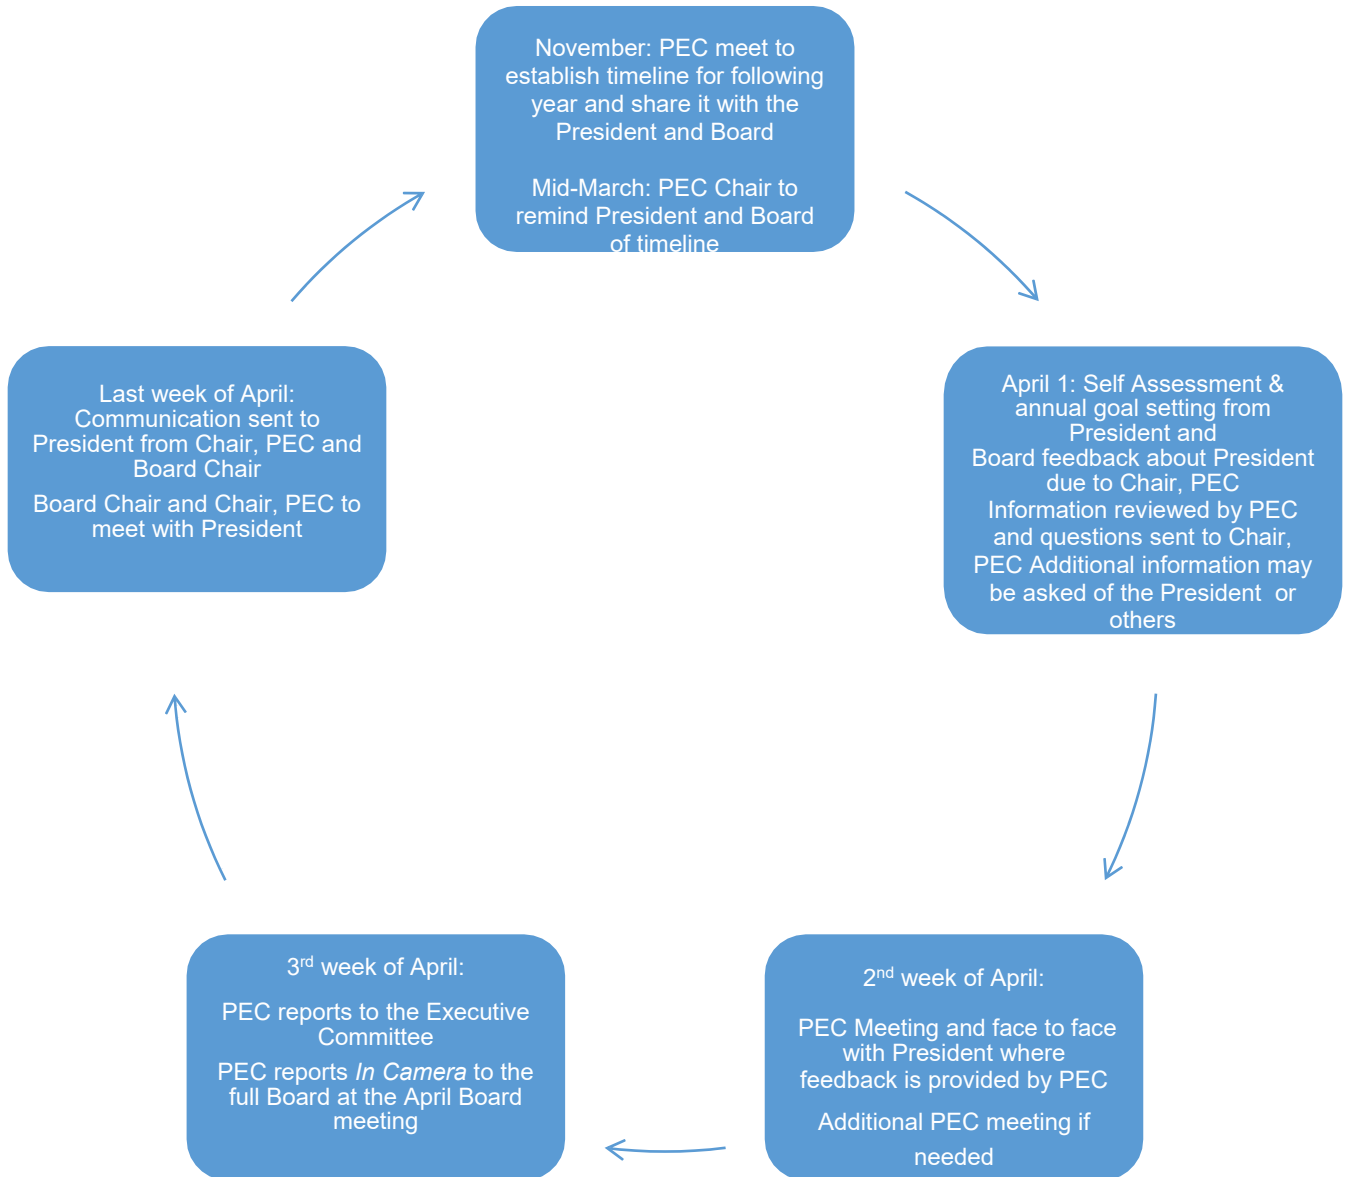 November: PEC meet to
establish timeline for following
year and share it with the
President and Board
Mid-March: PEC Chair to
remind President and Board
of timeline
April 1: Self Assessment &
annual goal setting from
President and
Board feedback about President
due to Chair, PEC
Information reviewed by PEC
and questions sent to Chair,
PEC Additional information may
be asked of the President or
others
2nd week of April:
PEC Meeting and face to face
with President where
feedback is provided by PEC
Additional PEC meeting if
needed
3rd week of April:
PEC reports to the Executive
Committee
PEC reports In Camera to the
full Board at the April Board
meeting
Last week of April:
Communication sent to
President from Chair, PEC and
Board Chair
Board Chair and Chair, PEC to
meet with President